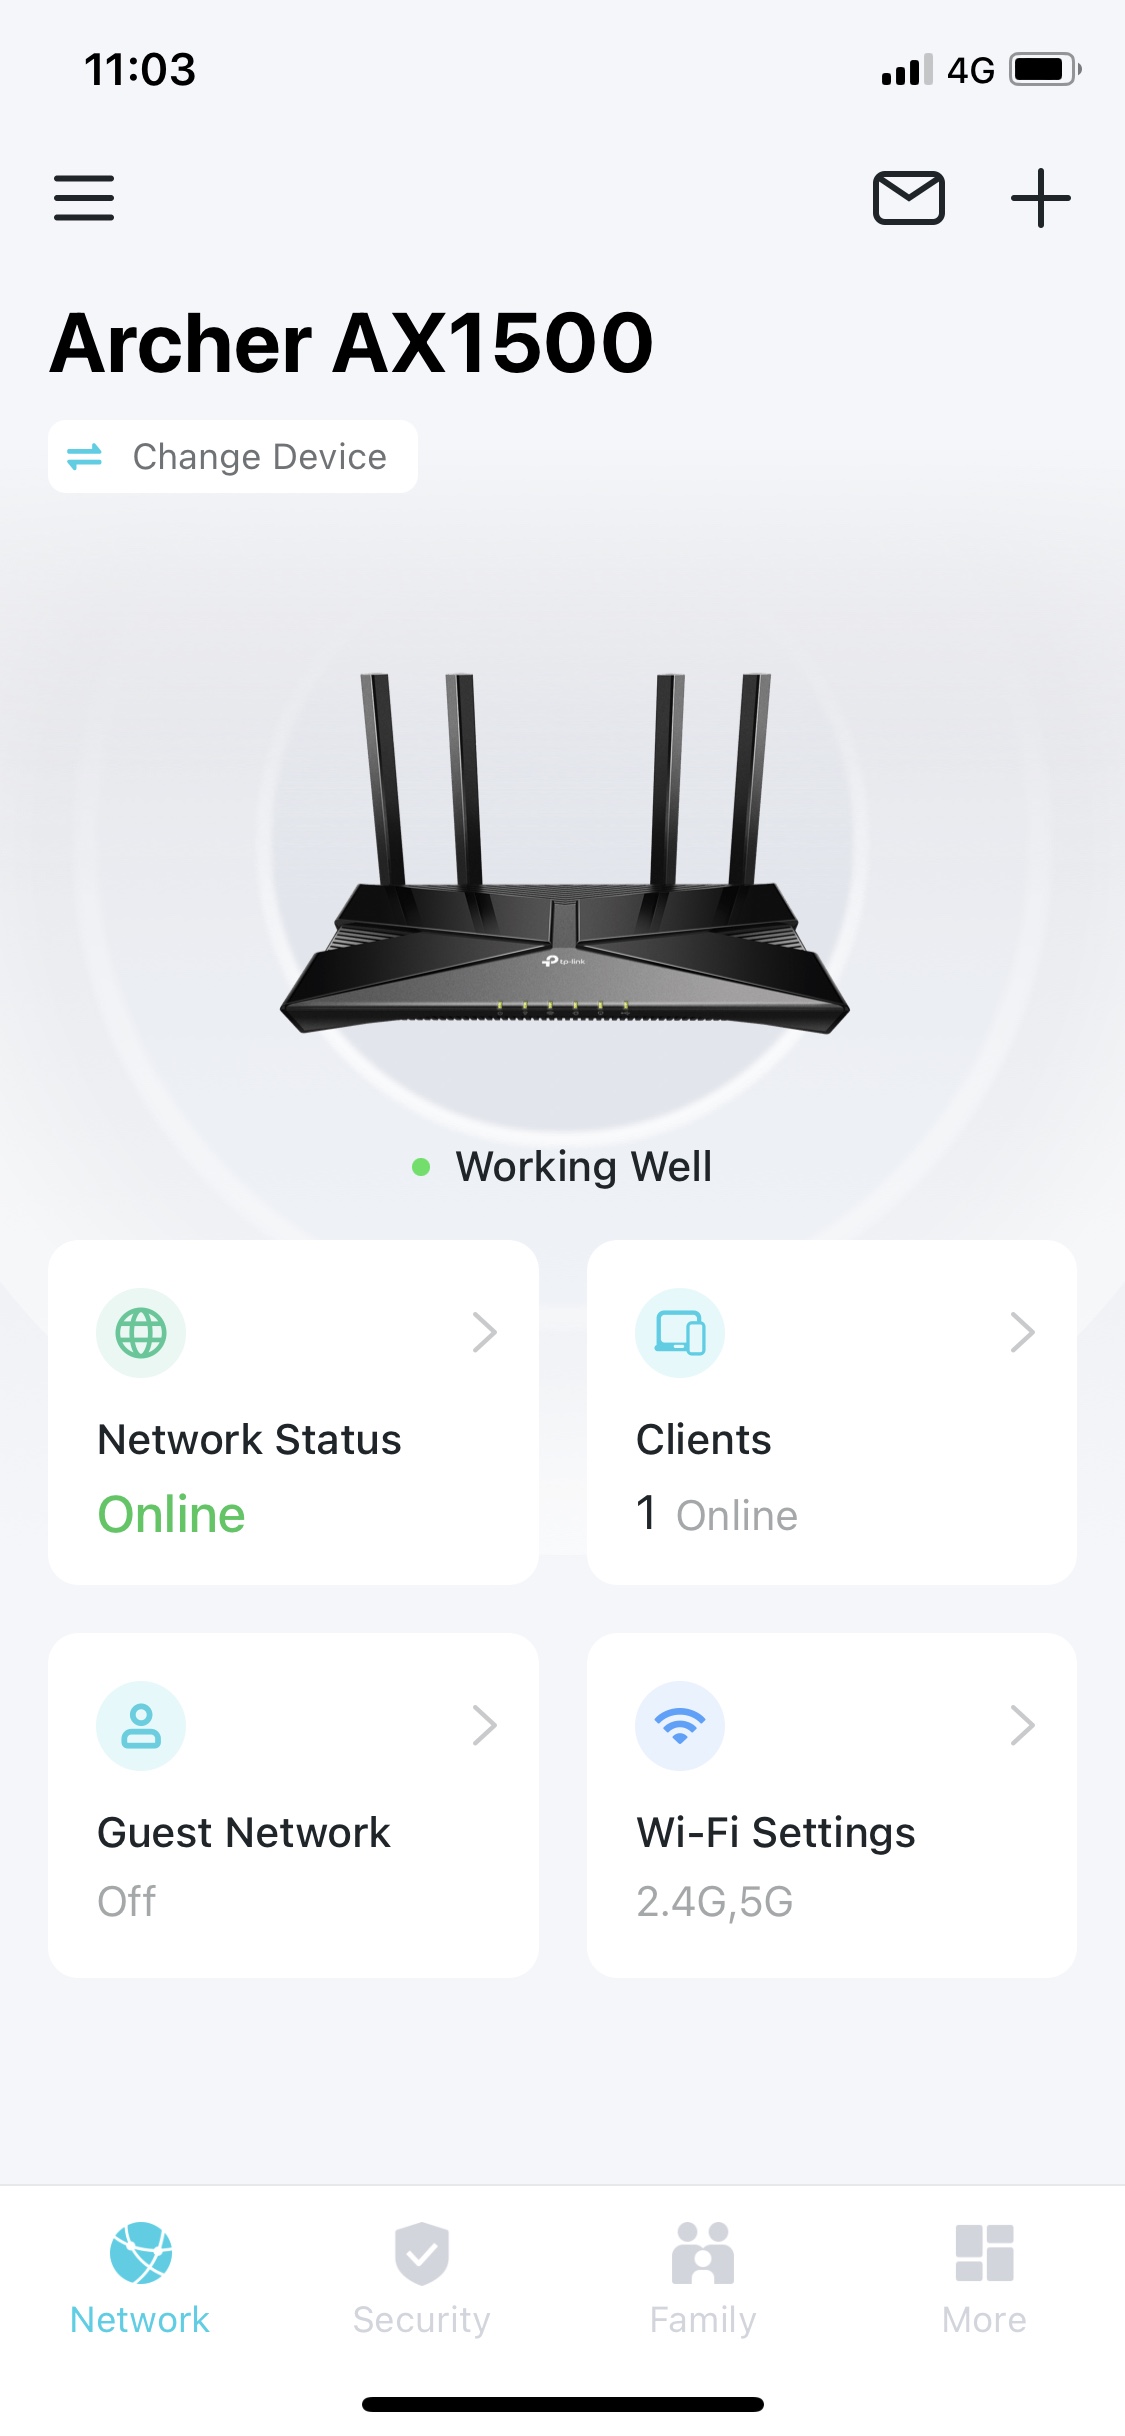 11:03
4G
Archer AX1500
Change Device
tp-link
Working Well
Network Status
Online
Clients
1 Online
Guest Network
Off
Wi-Fi Settings
2.4G,5G
Network
Security
Family
More